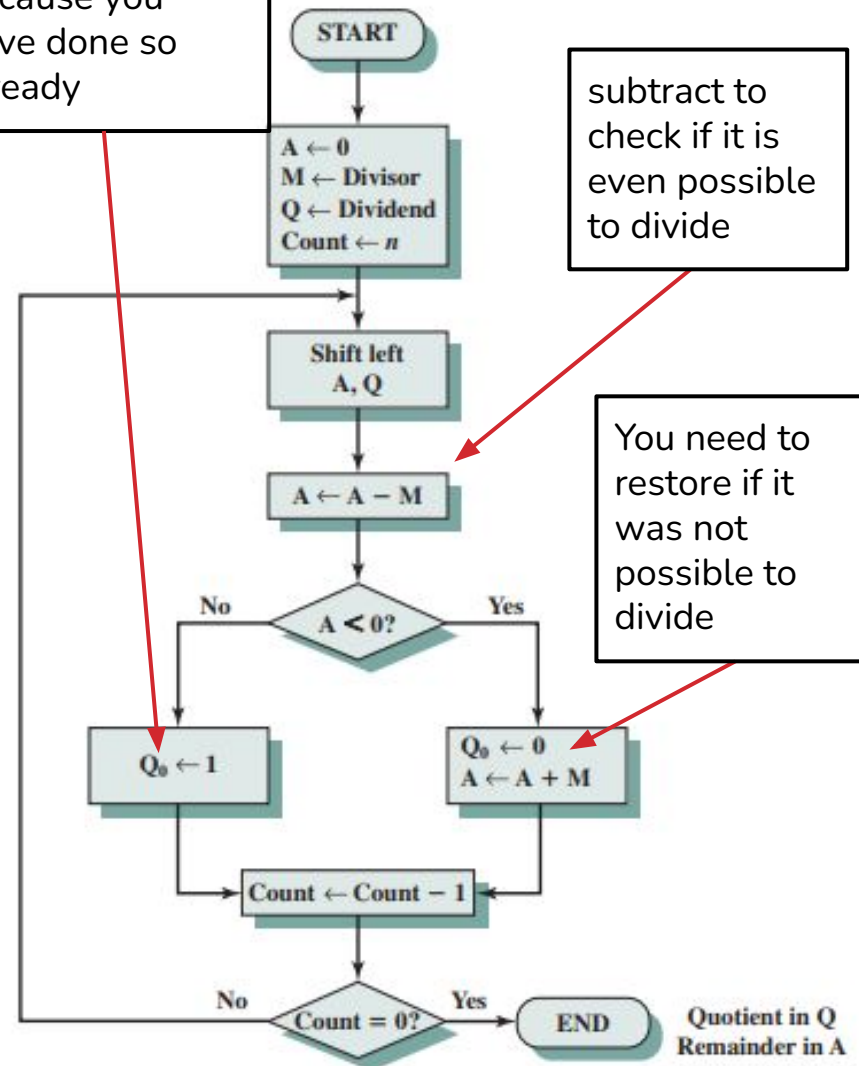 cause you
ve done so
ready
START
subtract to
check if it is
even possible
to divide
A ← 0
M ← Divisor
Q ← Dividend
Count ← n
Shift left
A, Q
You need to
restore if it
was not
possible to
divide
A ← A − M
No
Yes
A < 0?
Q₀ ← 1
Q₀ ← 0
A ← A + M
Count ← Count − 1
No
Yes
Count = 0?
END
Quotient in Q
Remainder in A